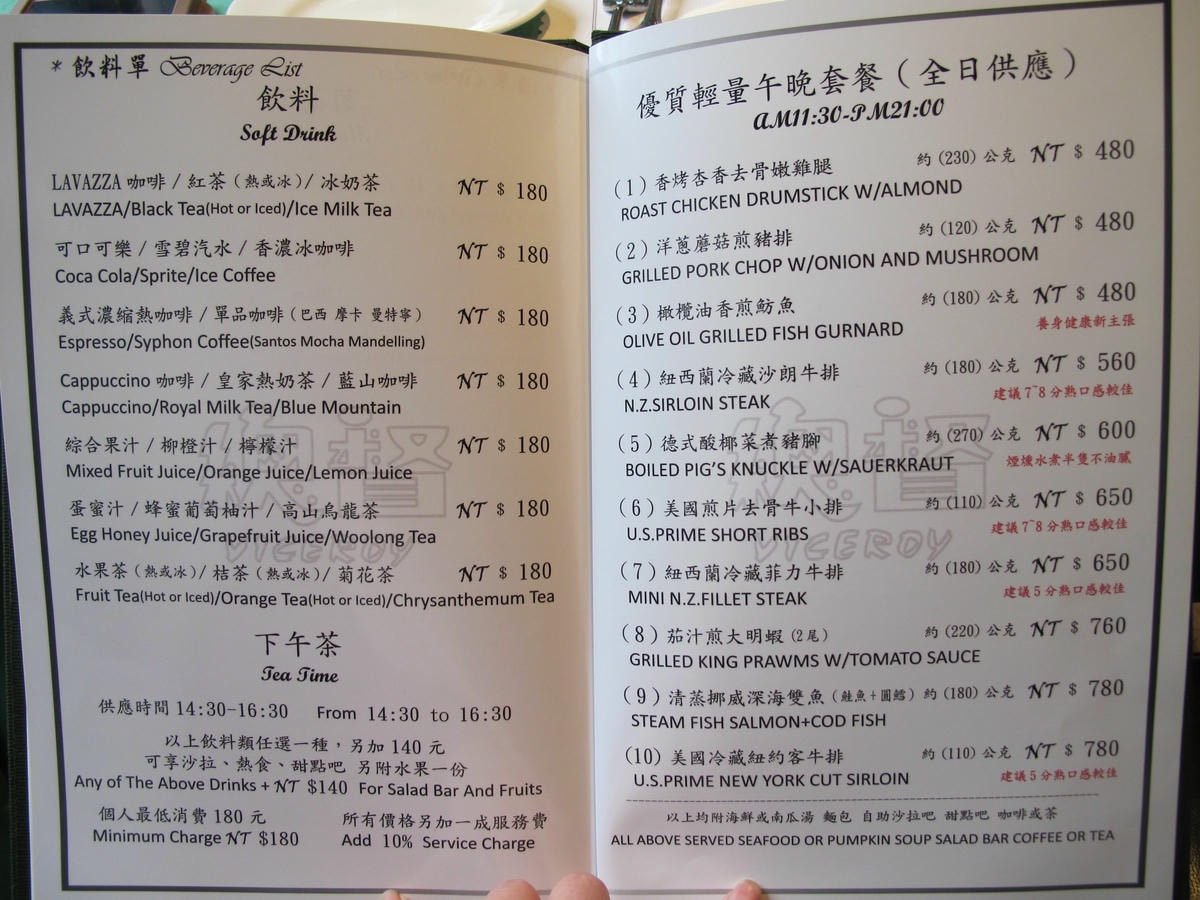 * 飲料單 Beverage List
飲料
Soft Drink
LAVAZZA 咖啡 / 紅茶 (熱或冰) / 冰奶茶 NT $ 180
LAVAZZA/Black Tea(Hot or Iced)/Ice Milk Tea
可口可樂 / 雪碧汽水 / 香濃冰咖啡 NT $ 180
Coca Cola/Sprite/Ice Coffee
義式濃縮熱咖啡 / 單品咖啡 (巴西 摩卡 曼特寧) NT $ 180
Espresso/Syphon Coffee(Santos Mocha Mandelling)
Cappuccino 咖啡 / 皇家熱奶茶 / 藍山咖啡 NT $ 180
Cappuccino/Royal Milk Tea/Blue Mountain
綜合果汁 / 柳橙汁 / 檸檬汁 NT $ 180
Mixed Fruit Juice/Orange Juice/Lemon Juice
蛋蜜汁 / 蜂蜜葡萄柚汁 / 高山烏龍茶 NT $ 180
Egg Honey Juice/Grapefruit Juice/Woolong Tea
水果茶 (熱或冰) / 桔茶 (熱或冰) / 菊花茶 NT $ 180
Fruit Tea(Hot or Iced)/Orange Tea(Hot or Iced)/Chrysanthemum Tea
下午茶
Tea Time
供應時間 14:30-16:30 From 14:30 to 16:30
以上飲料類任選一種，另加 140 元
可享沙拉、熱食、甜點吧 另附水果一份
Any of The Above Drinks + NT $140 For Salad Bar And Fruits
個人最低消費 180 元 所有價格另加一成服務費
Minimum Charge NT $180 Add 10% Service Charge
優質輕量午晚套餐 (全日供應)
AM11:30-PM21:00
(1) 香烤杏香去骨嫩雞腿 約 (230) 公克 NT $ 480
ROAST CHICKEN DRUMSTICK W/ALMOND
(2) 洋蔥蘑菇煎豬排 約 (120) 公克 NT $ 480
GRILLED PORK CHOP W/ONION AND MUSHROOM
(3) 橄欖油香煎魴魚 約 (180) 公克 NT $ 480
OLIVE OIL GRILLED FISH GURNARD 養身健康新主張
(4) 紐西蘭冷藏沙朗牛排 約 (180) 公克 NT $ 560
N.Z.SIRLOIN STEAK 建議 7~8 分熟口感較佳
(5) 德式酸椰菜煮豬腳 約 (270) 公克 NT $ 600
BOILED PIG'S KNUCKLE W/SAUERKRAUT 煙燻水煮半隻不油膩
(6) 美國煎片去骨牛小排 約 (110) 公克 NT $ 650
U.S.PRIME SHORT RIBS 建議 7~8 分熟口感較佳
(7) 紐西蘭冷藏菲力牛排 約 (180) 公克 NT $ 650
MINI N.Z.FILLET STEAK 建議 5 分熟口感較佳
(8) 茄汁煎大明蝦 (2 尾) 約 (220) 公克 NT $ 760
GRILLED KING PRAWMS W/TOMATO SAUCE
(9) 清蒸挪威深海雙魚 (鮭魚+圓鱈) 約 (180) 公克 NT $ 780
STEAM FISH SALMON+COD FISH
(10) 美國冷藏紐約客牛排 約 (110) 公克 NT $ 780
U.S.PRIME NEW YORK CUT SIRLOIN 建議 5 分熟口感較佳
以上均附海鮮或南瓜湯 麵包 自助沙拉吧 甜點吧 咖啡或茶
ALL ABOVE SERVED SEAFOOD OR PUMPKIN SOUP SALAD BAR COFFEE OR TEA
VICEROY
VICEROY